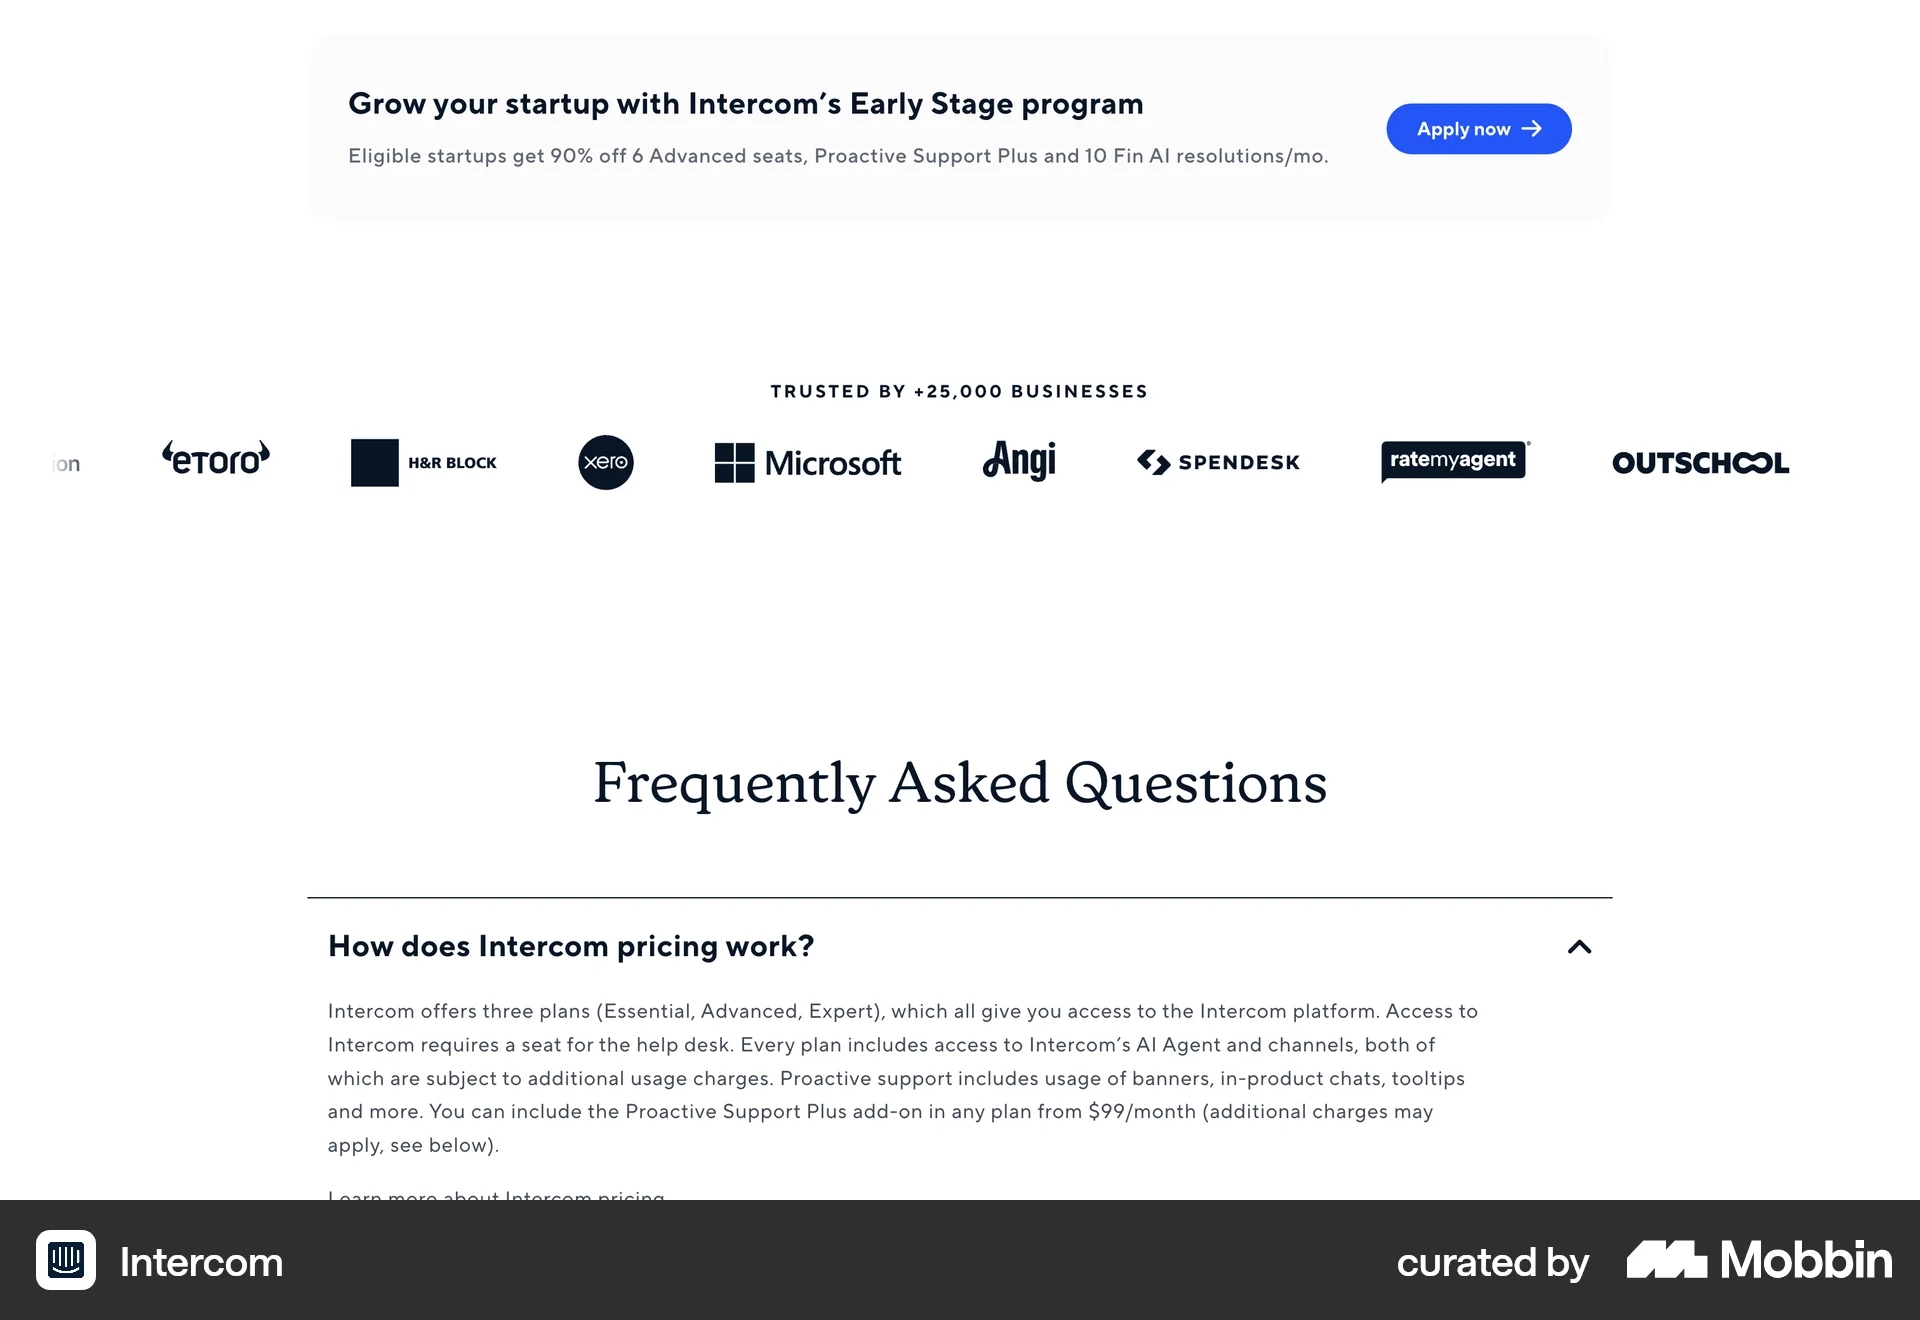 Grow your startup with Intercom’s Early Stage program
Eligible startups get 90% off 6 Advanced seats, Proactive Support Plus and 10 Fin AI resolutions/mo.
Apply now
TRUSTED BY +25,000 BUSINESSES
ion
eTORO
H&R BLOCK
xero
Microsoft
Angi
SPENDESK
ratemyagent
OUTSCHOOL
Frequently Asked Questions
How does Intercom pricing work?
Intercom offers three plans (Essential, Advanced, Expert), which all give you access to the Intercom platform. Access to
Intercom requires a seat for the help desk. Every plan includes access to Intercom’s AI Agent and channels, both of
which are subject to additional usage charges. Proactive support includes usage of banners, in-product chats, tooltips
and more. You can include the Proactive Support Plus add-on in any plan from $99/month (additional charges may
apply, see below).
Learn more about Intercom pricing
Intercom
curated by
Mobbin